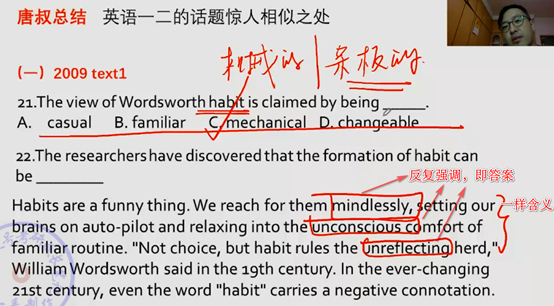 唐叔总结 英语一二的话题惊人相似之处
机械的 | 呆板的
(一) 2009 text1
21.The view of Wordsworth habit is claimed by being _____.
A. casual B. familiar C. mechanical D. changeable
22.The researchers have discovered that the formation of habit can
be ________
反复强调,即答案
Habits are a funny thing. We reach for them mindlessly, setting our
一样含义
brains on auto-pilot and relaxing into the unconscious comfort of
familiar routine. "Not choice, but habit rules the unreflecting herd,"
William Wordsworth said in the 19th century. In the ever-changing
21st century, even the word "habit" carries a negative connotation.